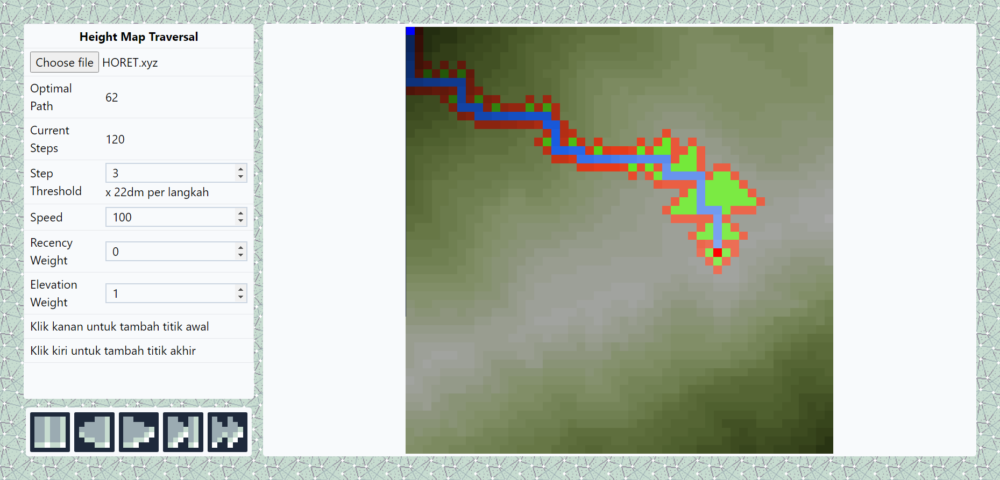 Height Map Traversal
Choose file HORET.xyz
Optimal
Path
62
Current
Steps
120
Step
Threshold
3
x 22dm per langkah
Speed
100
Recency
Weight
0
Elevation
Weight
1
Klik kanan untuk tambah titik awal
Klik kiri untuk tambah titik akhir